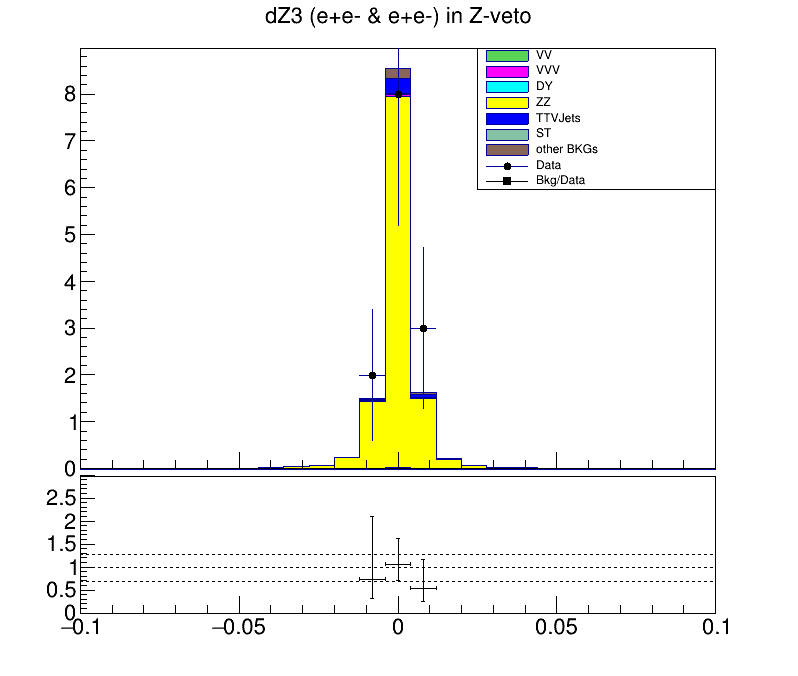 dZ3 (e+e- & e+e-) in Z-veto
VV
VVV
DY
ZZ
TTVJets
ST
other BKGs
Data
Bkg/Data
8
7
6
5
4
3
2
1
0
2.5
2
1.5
1
0.5
0
−0.1 −0.05 0 0.05 0.1